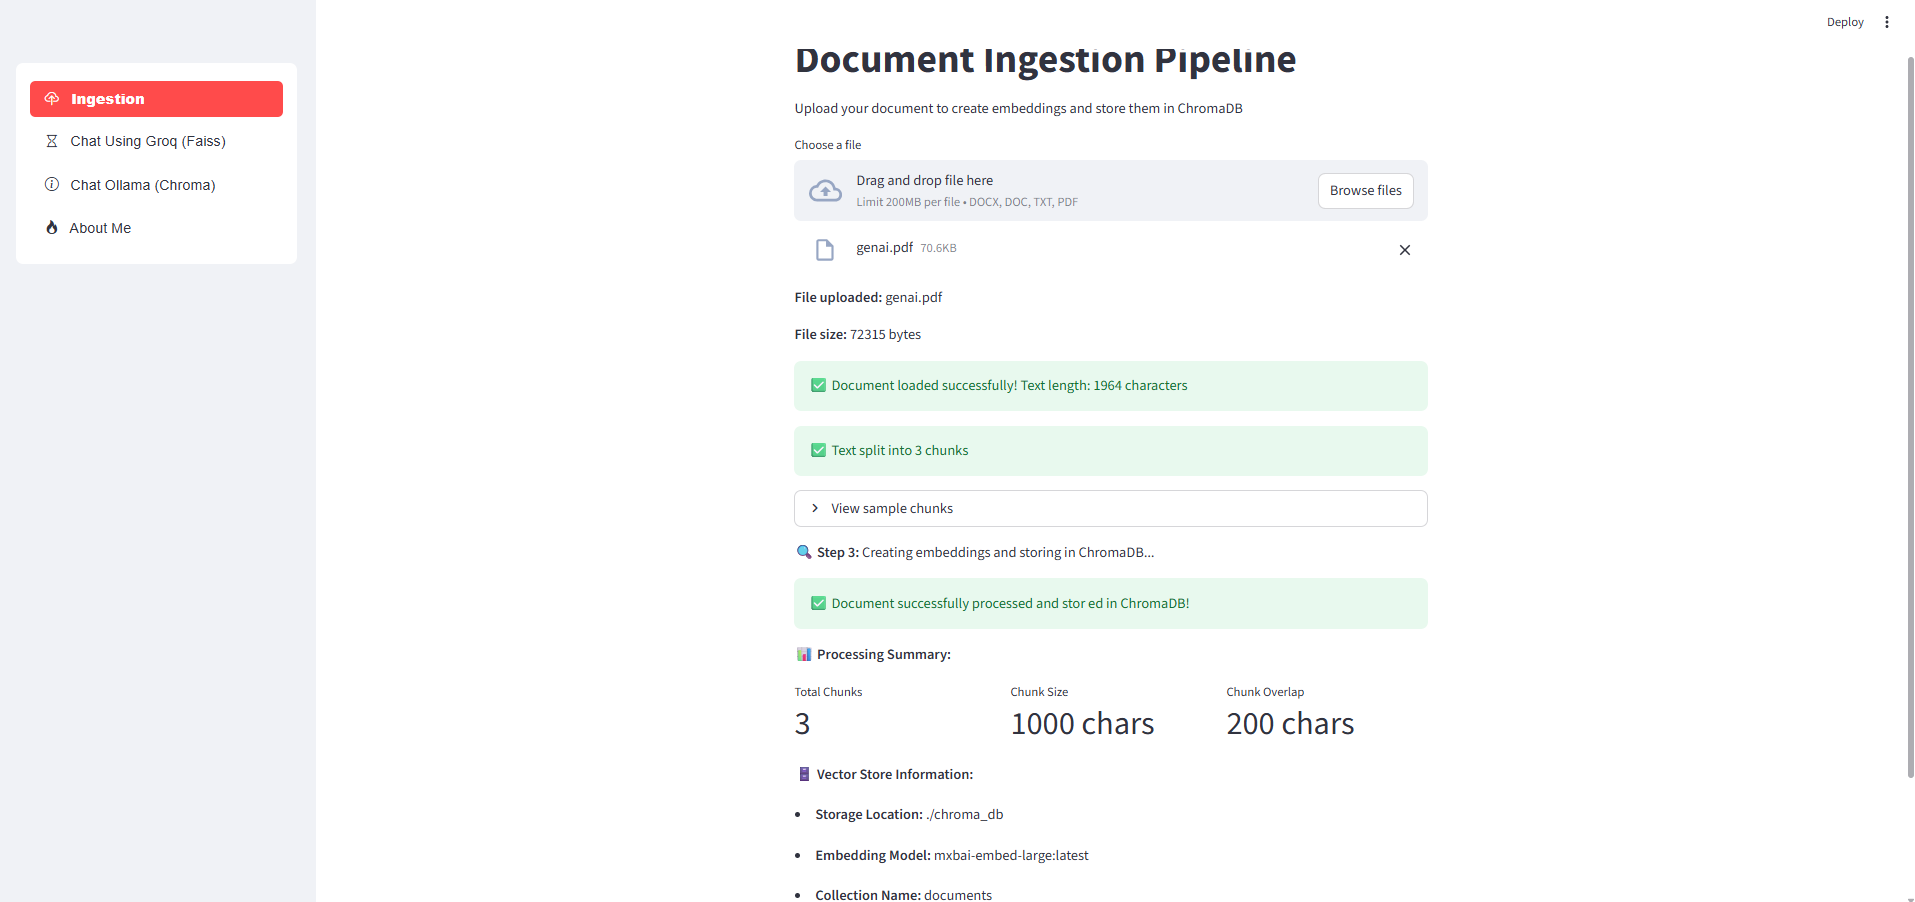 Deploy
Ingestion
Chat Using Groq (Faiss)
Chat Ollama (Chroma)
About Me
Document Ingestion Pipeline
Upload your document to create embeddings and store them in ChromaDB
Choose a file
Drag and drop file here
Limit 200MB per file • DOCX, DOC, TXT, PDF
Browse files
genai.pdf 70.6KB
File uploaded: genai.pdf
File size: 72315 bytes
✅ Document loaded successfully! Text length: 1964 characters
✅ Text split into 3 chunks
View sample chunks
🔍 Step 3: Creating embeddings and storing in ChromaDB...
✅ Document successfully processed and stor ed in ChromaDB!
📊 Processing Summary:
Total Chunks
3
Chunk Size
1000 chars
Chunk Overlap
200 chars
🗄️ Vector Store Information:
• Storage Location: ./chroma_db
• Embedding Model: mxbai-embed-large:latest
• Collection Name: documents